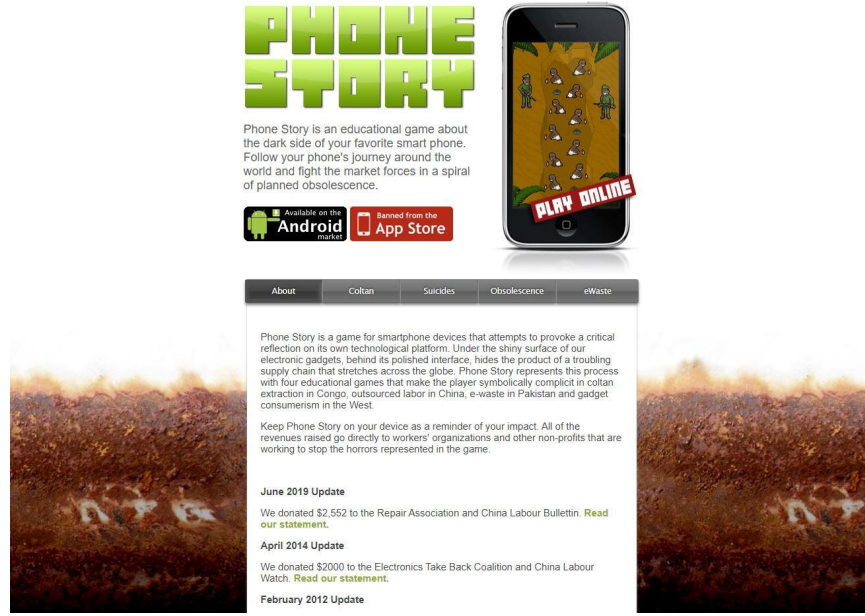 PHONE
STORY
Phone Story is an educational game about
the dark side of your favorite smart phone.
Follow your phone's journey around the
world and fight the market forces in a spiral
of planned obsolescence.
Available on the
Android
market
Banned from the
App Store
PLAY ONLINE
About
Coltan
Suicides
Obsolescence
eWaste
Phone Story is a game for smartphone devices that attempts to provoke a critical
reflection on its own technological platform. Under the shiny surface of our
electronic gadgets, behind its polished interface, hides the product of a troubling
supply chain that stretches across the globe. Phone Story represents this process
with four educational games that make the player symbolically complicit in coltan
extraction in Congo, outsourced labor in China, e-waste in Pakistan and gadget
consumerism in the West.
Keep Phone Story on your device as a reminder of your impact. All of the
revenues raised go directly to workers' organizations and other non-profits that are
working to stop the horrors represented in the game.
June 2019 Update
We donated $2,552 to the Repair Association and China Labour Bullettin. Read
our statement.
April 2014 Update
We donated $2000 to the Electronics Take Back Coalition and China Labour
Watch. Read our statement.
February 2012 Update